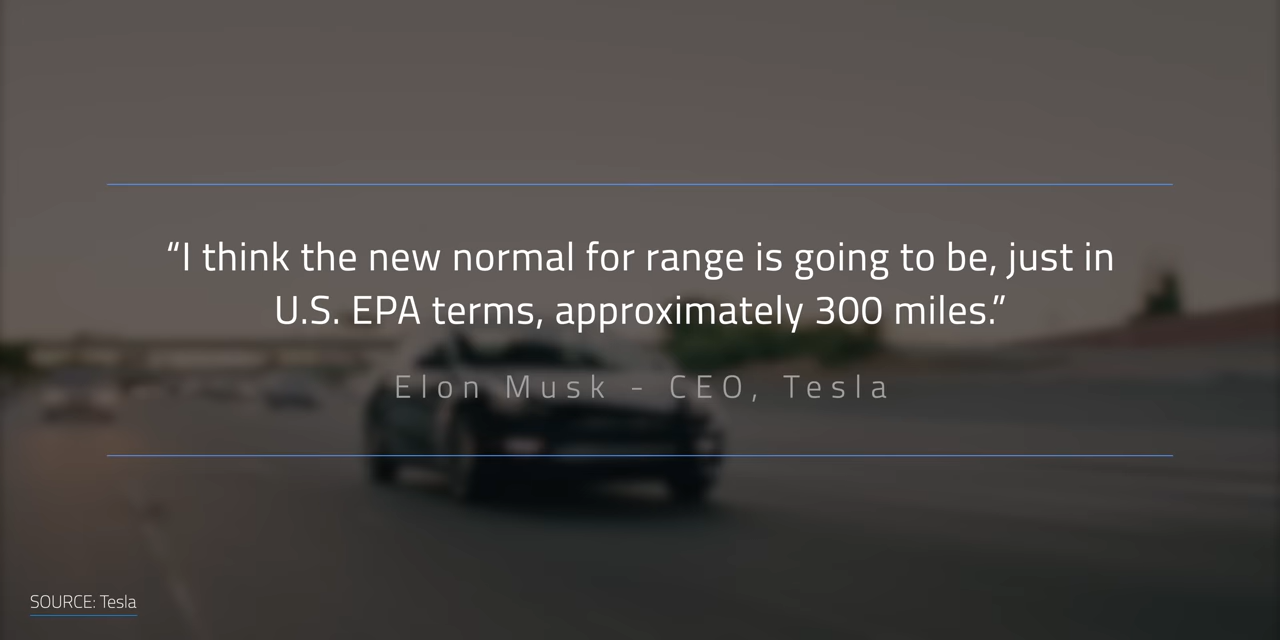 “I think the new normal for range is going to be, just in
U.S. EPA terms, approximately 300 miles.”
Elon Musk - CEO, Tesla
SOURCE: Tesla